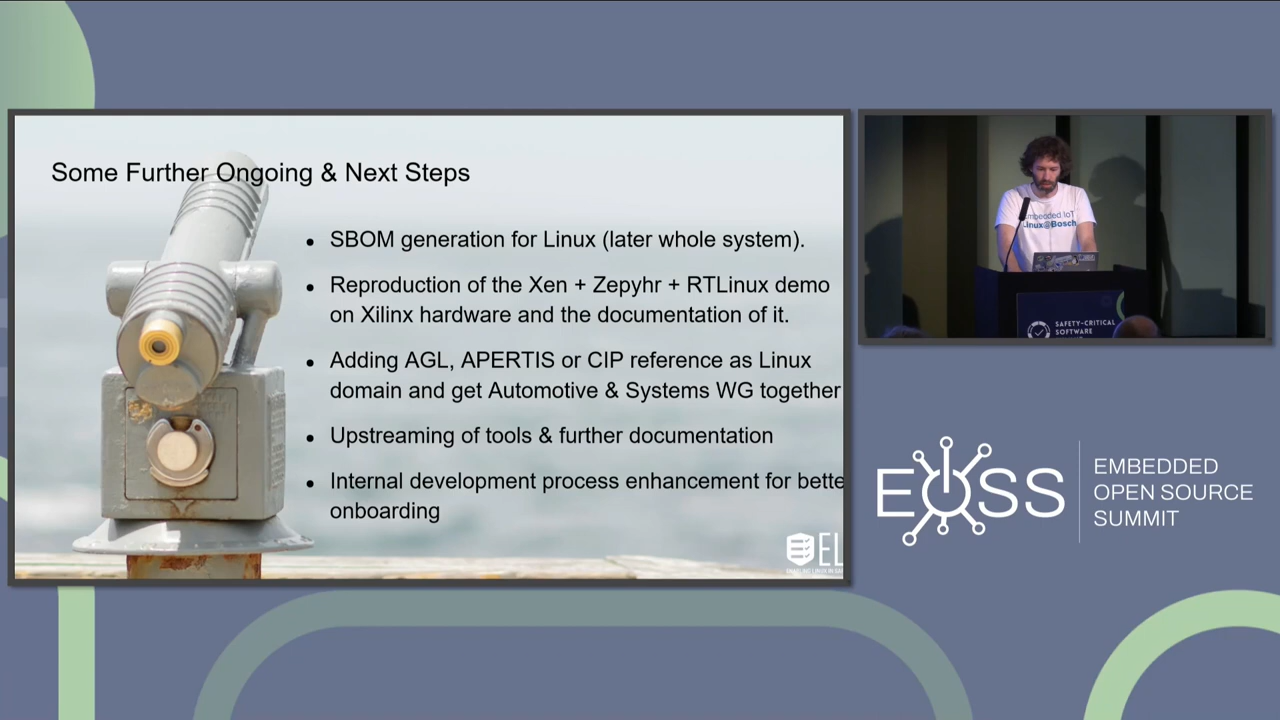 Some Further Ongoing & Next Steps
SBOM generation for Linux (later whole system).
Reproduction of the Xen + Zepyhr + RTLinux demo
on Xilinx hardware and the documentation of it.
Adding AGL, APERTIS or CIP reference as Linux
domain and get Automotive & Systems WG together
Upstreaming of tools & further documentation
Internal development process enhancement for bette
onboarding
EL
Embedded IoT
Linux@Bosch
SAFETY-CRITICAL
SOFTWARE
EOSS
EMBEDDED
OPEN SOURCE
SUMMIT